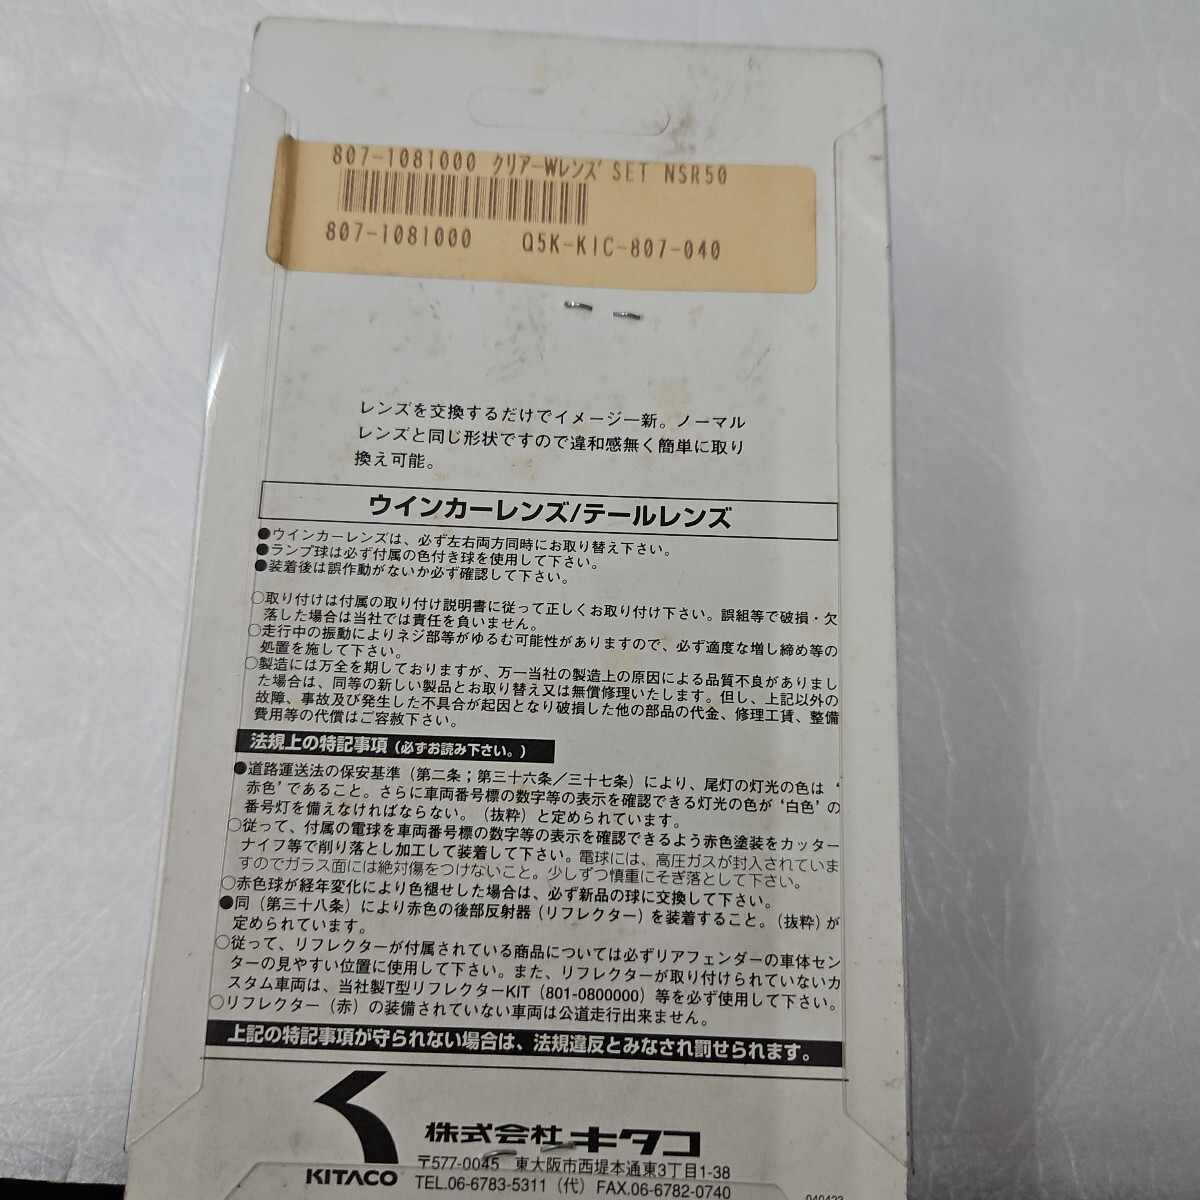 807-1081000 クリアーWレンズ SET NSR50
807-1081000 Q5K-KIC-807-040
レンズを交換するだけでイメージ一新。ノーマル
レンズと同じ形状ですので違和感無く簡単に取り
換え可能。
ウインカーレンズ/テールレンズ
●ウインカーレンズは、必ず左右両方同時にお取り替え下さい。
●ランプ球は必ず付属の色付き球を使用して下さい。
●装着後は誤作動がないか必ず確認して下さい。
○取り付けは付属の取り付け説明書に従って正しくお取り付け下さい。誤組等で破損・欠
落した場合は当社では責任を負いません。
○走行中の振動によりネジ部等がゆるむ可能性がありますので、必ず適度な増し締め等の
処置を施して下さい。
○製造には万全を期しておりますが、万一当社の製造上の原因による品質不良がありまし
た場合は、同等の新しい製品とお取り替え又は無償修理いたします。但し、上記以外の
故障、事故及び発生した不具合が起因となり破損した他の部品の代金、修理工賃、整備
費用等の代償はご容赦下さい。
法規上の特記事項（必ずお読み下さい。）
●道路運送法の保安基準（第二条；第三十六条／三十七条）により、尾灯の灯光の色は‘
赤色’であること。さらに車両番号標の数字等の表示を確認できる灯光の色が‘白色’の
番号灯を備えなければならない。（抜粋）と定められています。
○従って、付属の電球を車両番号標の数字等の表示を確認できるよう赤色塗装をカッター
ナイフ等で削り落とし加工して装着して下さい。電球には、高圧ガスが封入されていま
すのでガラス面には絶対傷をつけないこと。少しずつ慎重にそぎ落として下さい。
○赤色球が経年変化により色褪せした場合は、必ず新品の球に交換して下さい。
●同（第三十八条）により赤色の後部反射器（リフレクター）を装着すること。（抜粋）が
定められています。
○従って、リフレクターが付属されている商品については必ずリアフェンダーの車体セン
ターの見やすい位置に使用して下さい。また、リフレクターが取り付けられていないカ
スタム車両は、当社製T型リフレクターKIT（801-0800000）等を必ず使用して下さい。
○リフレクター（赤）の装備されていない車両は公道走行出来ません。
上記の特記事項が守られない場合は、法規違反とみなされ罰せられます。
株式会社キタコ
KITACO
〒577-0045 東大阪市西堤本通東3丁目1-38
TEL.06-6783-5311（代）FAX.06-6782-0740